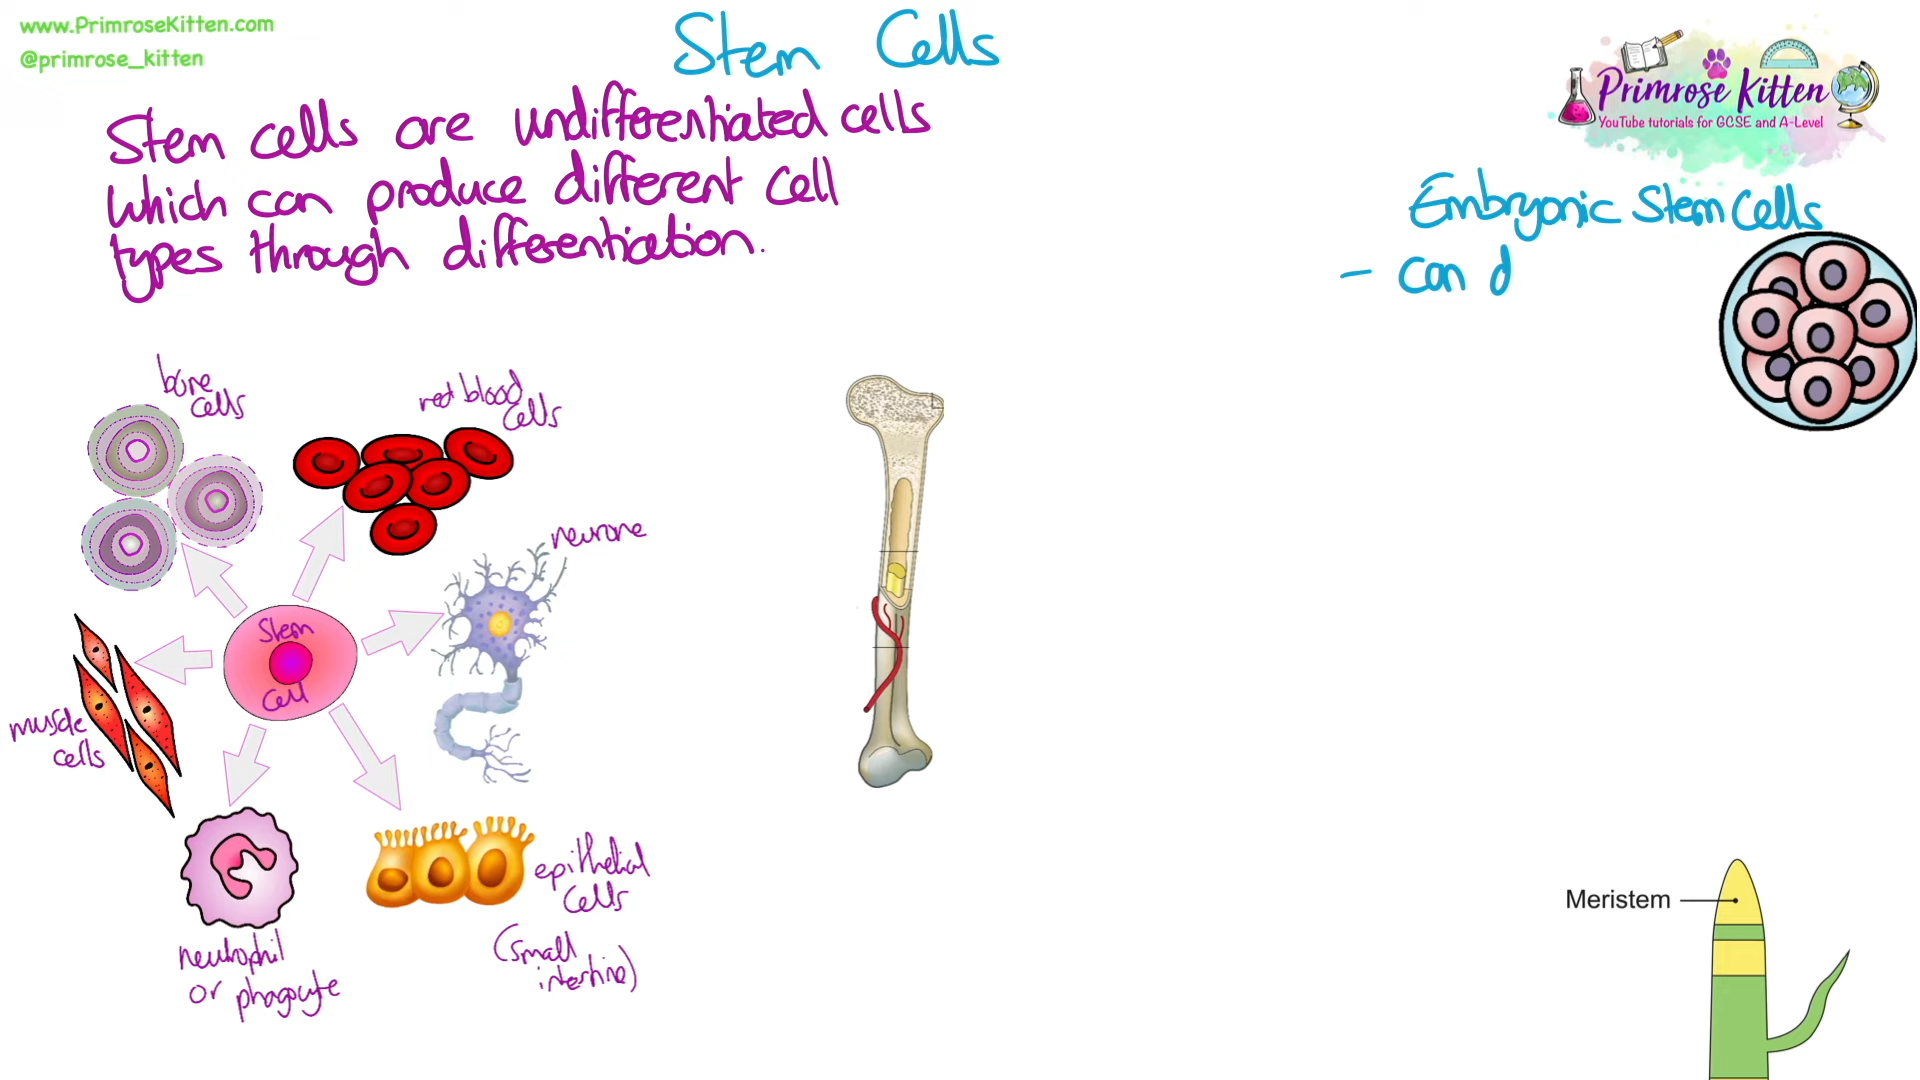 www.PrimroseKitten.com
@primrose_kitten
Stem Cells
Primrose Kitten
YouTube tutorials for GCSE and A-Level
Stem cells are undifferentiated cells
which can produce different cell
types through differentiation.
Embryonic Stem Cells
- can d
bone
cells
red blood
cells
neurone
Stem
Cell
muscle
cells
epithelial
cells
(small
intestine)
neutrophil
or phagocyte
Meristem